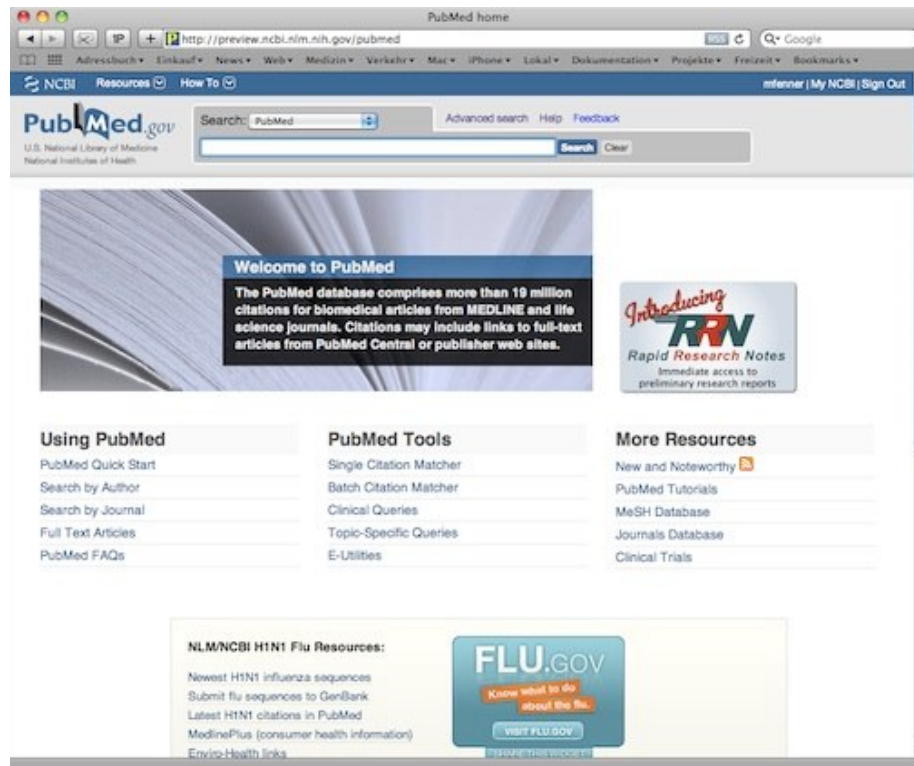 PubMed home
1P + P http://preview.ncbi.nlm.nih.gov/pubmed RSS Google
Adressbuch Einkauf News Web Medizin Verkehr Mac iPhone Lokal Dokumentation Projekte Freizeit Bookmarks
NCBI Resources How To mfenner | My NCBI | Sign Out
PubMed.gov
U.S. National Library of Medicine
National Institutes of Health
Search: PubMed Advanced search Help Feedback
Search Clear
Welcome to PubMed
The PubMed database comprises more than 19 million
citations for biomedical articles from MEDLINE and life
science journals. Citations may include links to full-text
articles from PubMed Central or publisher web sites.
Introducing
RRN
Rapid Research Notes
Immediate access to
preliminary research reports
Using PubMed
PubMed Quick Start
Search by Author
Search by Journal
Full Text Articles
PubMed FAQs
PubMed Tools
Single Citation Matcher
Batch Citation Matcher
Clinical Queries
Topic-Specific Queries
E-Utilities
More Resources
New and Noteworthy
PubMed Tutorials
MeSH Database
Journals Database
Clinical Trials
NLM/NCBI H1N1 Flu Resources:
Newest H1N1 influenza sequences
Submit flu sequences to GenBank
Latest H1N1 citations in PubMed
MedlinePlus (consumer health information)
Enviro-Health links
FLU.GOV
Know what to do
about the flu.
VISIT FLU.GOV
SHARE THIS WIDGET